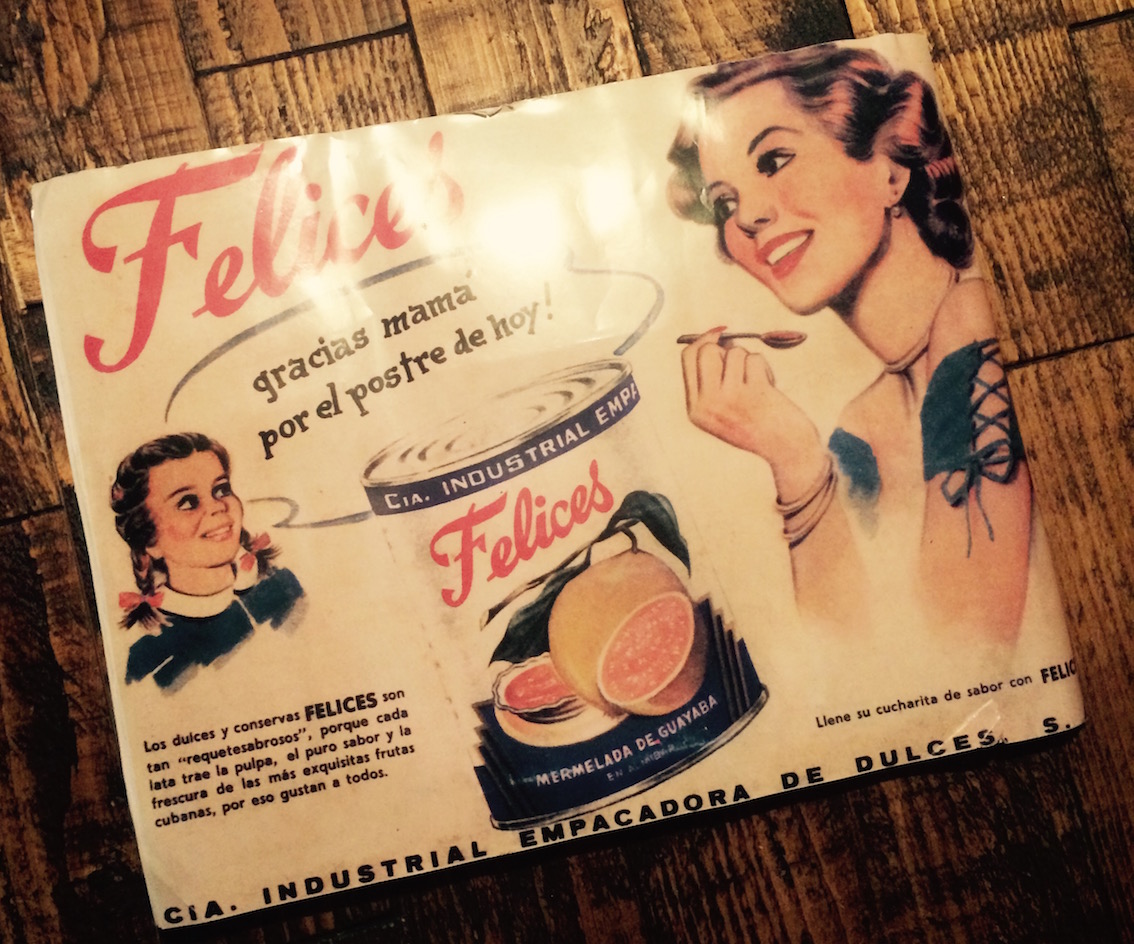 Felices
gracias mamá
por el postre de hoy!
CIA. INDUSTRIAL EMPA
Felices
MERMELADA DE GUAYABA
Los dulces y conservas FELICES son
tan "requetesabrosos", porque cada
lata trae la pulpa, el puro sabor y la
frescura de las más exquisitas frutas
cubanas, por eso gustan a todos.
Llene su cucharita de sabor con FELIC
CIA. INDUSTRIAL EMPACADORA DE DULCES, S.